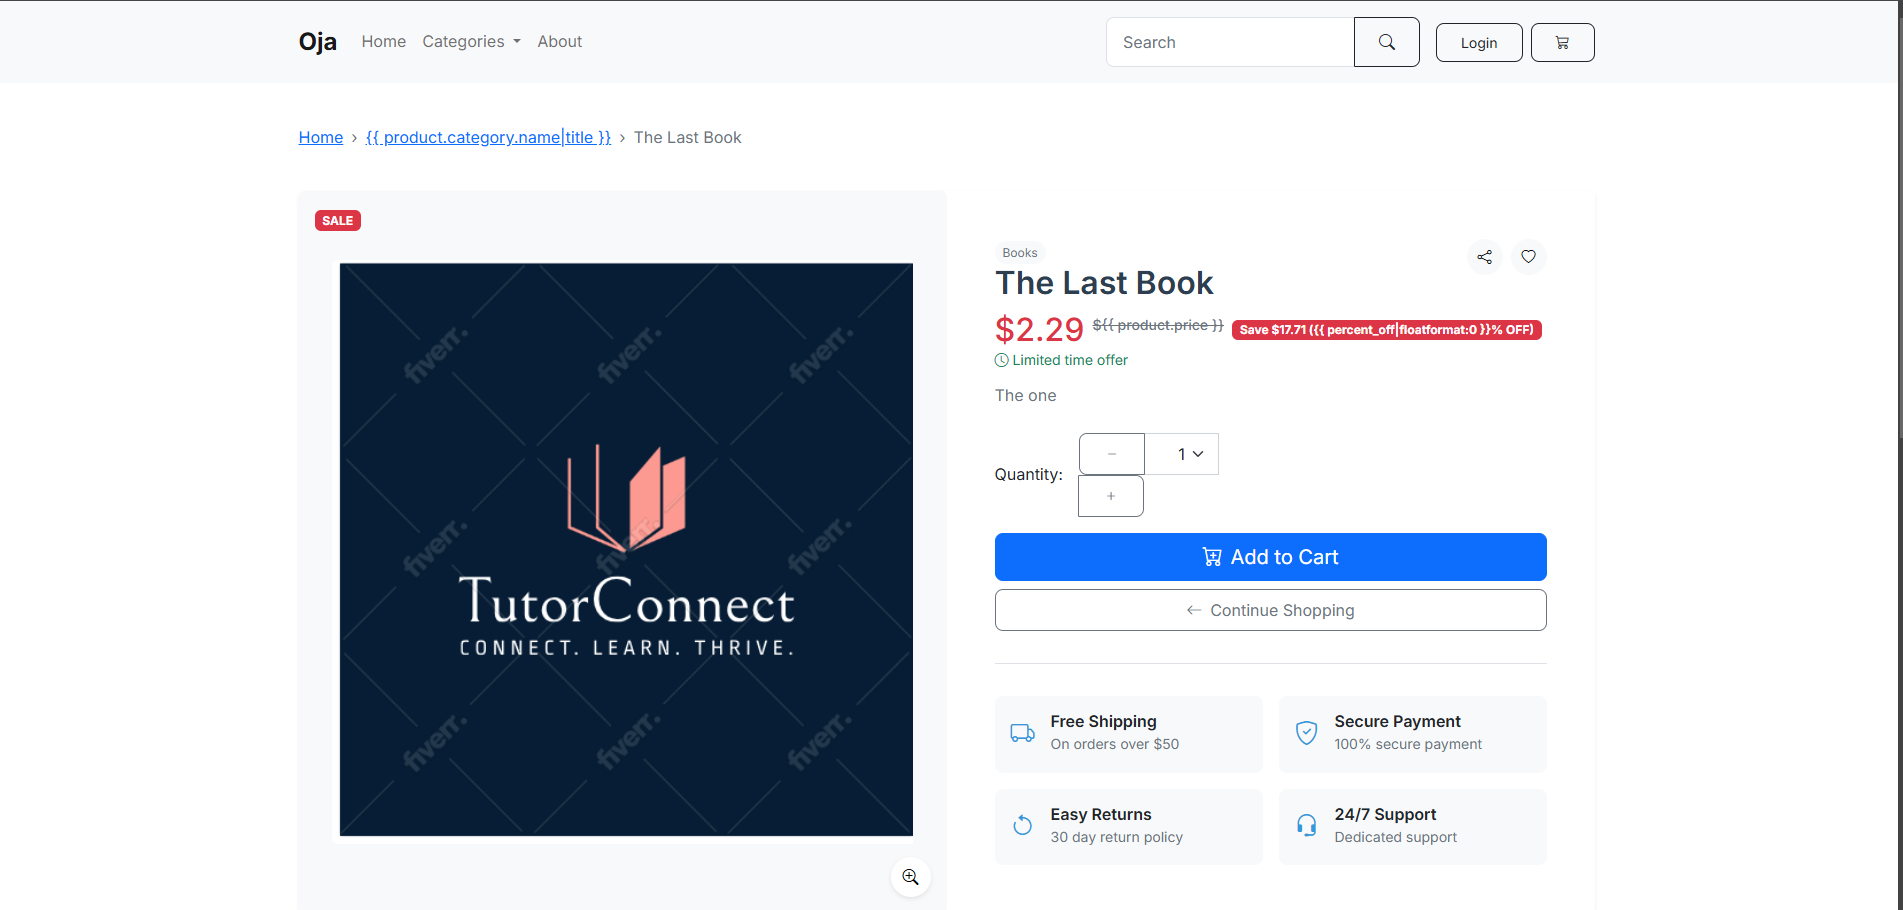 Oja Home Categories About Search Login
Home › {{ product.category.name|title }} › The Last Book
SALE
fiverr. fiverr. fiverr.
fiverr. fiverr. fiverr.
TutorConnect
CONNECT. LEARN. THRIVE.
fiverr. fiverr. fiverr.
Books
The Last Book
$2.29 ${{ product.price }} Save $17.71 ({{ percent_off|floatformat:0 }}% OFF)
Limited time offer
The one
Quantity: − 1
+
Add to Cart
← Continue Shopping
Free Shipping
On orders over $50
Secure Payment
100% secure payment
Easy Returns
30 day return policy
24/7 Support
Dedicated support